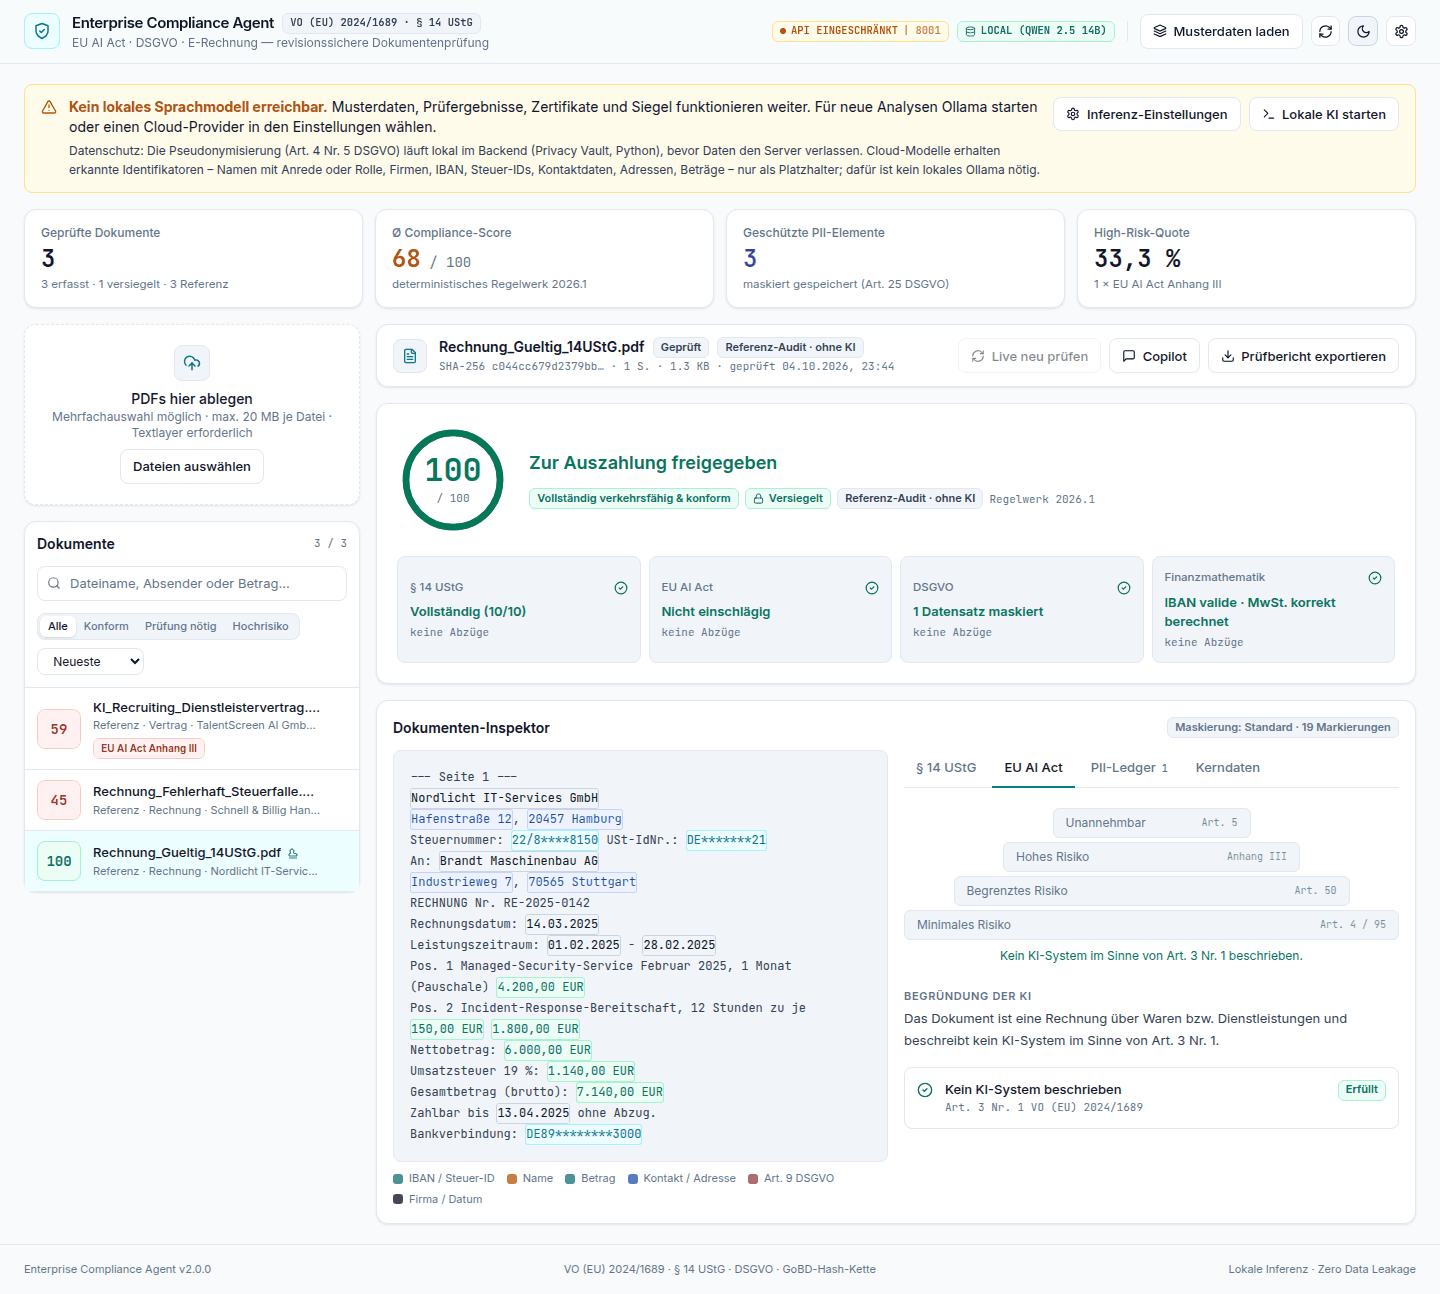 Enterprise Compliance Agent VO (EU) 2024/1689 · § 14 UStG
EU AI Act · DSGVO · E-Rechnung — revisionssichere Dokumentenprüfung
API EINGESCHRÄNKT | 8001
LOCAL (QWEN 2.5 14B)
Musterdaten laden
Kein lokales Sprachmodell erreichbar. Musterdaten, Prüfergebnisse, Zertifikate und Siegel funktionieren weiter. Für neue Analysen Ollama starten
oder einen Cloud-Provider in den Einstellungen wählen.
Datenschutz: Die Pseudonymisierung (Art. 4 Nr. 5 DSGVO) läuft lokal im Backend (Privacy Vault, Python), bevor Daten den Server verlassen. Cloud-Modelle erhalten
erkannte Identifikatoren – Namen mit Anrede oder Rolle, Firmen, IBAN, Steuer-IDs, Kontaktdaten, Adressen, Beträge – nur als Platzhalter; dafür ist kein lokales Ollama nötig.
Inferenz-Einstellungen
Lokale KI starten
Geprüfte Dokumente
3
3 erfasst · 1 versiegelt · 3 Referenz
Ø Compliance-Score
68 / 100
deterministisches Regelwerk 2026.1
Geschützte PII-Elemente
3
maskiert gespeichert (Art. 25 DSGVO)
High-Risk-Quote
33,3 %
1 × EU AI Act Anhang III
PDFs hier ablegen
Mehrfachauswahl möglich · max. 20 MB je Datei ·
Textlayer erforderlich
Dateien auswählen
Dokumente 3 / 3
Dateiname, Absender oder Betrag...
Alle Konform Prüfung nötig Hochrisiko
Neueste
59
KI_Recruiting_Dienstleistervertrag....
Referenz · Vertrag · TalentScreen AI Gmb...
EU AI Act Anhang III
45
Rechnung_Fehlerhaft_Steuerfalle....
Referenz · Rechnung · Schnell & Billig Han...
100
Rechnung_Gueltig_14UStG.pdf
Referenz · Rechnung · Nordlicht IT-Servic...
Rechnung_Gueltig_14UStG.pdf Geprüft Referenz-Audit · ohne KI
SHA-256 c044cc679d2379bb… · 1 S. · 1.3 KB · geprüft 04.10.2026, 23:44
Live neu prüfen
Copilot
Prüfbericht exportieren
100
/ 100
Zur Auszahlung freigegeben
Vollständig verkehrsfähig & konform Versiegelt Referenz-Audit · ohne KI Regelwerk 2026.1
§ 14 UStG
Vollständig (10/10)
keine Abzüge
EU AI Act
Nicht einschlägig
keine Abzüge
DSGVO
1 Datensatz maskiert
keine Abzüge
Finanzmathematik
IBAN valide · MwSt. korrekt
berechnet
keine Abzüge
Dokumenten-Inspektor
Maskierung: Standard · 19 Markierungen
--- Seite 1 ---
Nordlicht IT-Services GmbH
Hafenstraße 12, 20457 Hamburg
Steuernummer: 22/8****8150 USt-IdNr.: DE*******21
An: Brandt Maschinenbau AG
Industrieweg 7, 70565 Stuttgart
RECHNUNG Nr. RE-2025-0142
Rechnungsdatum: 14.03.2025
Leistungszeitraum: 01.02.2025 - 28.02.2025
Pos. 1 Managed-Security-Service Februar 2025, 1 Monat
(Pauschale) 4.200,00 EUR
Pos. 2 Incident-Response-Bereitschaft, 12 Stunden zu je
150,00 EUR 1.800,00 EUR
Nettobetrag: 6.000,00 EUR
Umsatzsteuer 19 %: 1.140,00 EUR
Gesamtbetrag (brutto): 7.140,00 EUR
Zahlbar bis 13.04.2025 ohne Abzug.
Bankverbindung: DE89********3000
IBAN / Steuer-ID Name Betrag Kontakt / Adresse Art. 9 DSGVO
Firma / Datum
§ 14 UStG EU AI Act PII-Ledger 1 Kerndaten
Unannehmbar Art. 5
Hohes Risiko Anhang III
Begrenztes Risiko Art. 50
Minimales Risiko Art. 4 / 95
Kein KI-System im Sinne von Art. 3 Nr. 1 beschrieben.
BEGRÜNDUNG DER KI
Das Dokument ist eine Rechnung über Waren bzw. Dienstleistungen und
beschreibt kein KI-System im Sinne von Art. 3 Nr. 1.
Kein KI-System beschrieben Erfüllt
Art. 3 Nr. 1 VO (EU) 2024/1689
Enterprise Compliance Agent v2.0.0
VO (EU) 2024/1689 · § 14 UStG · DSGVO · GoBD-Hash-Kette
Lokale Inferenz · Zero Data Leakage